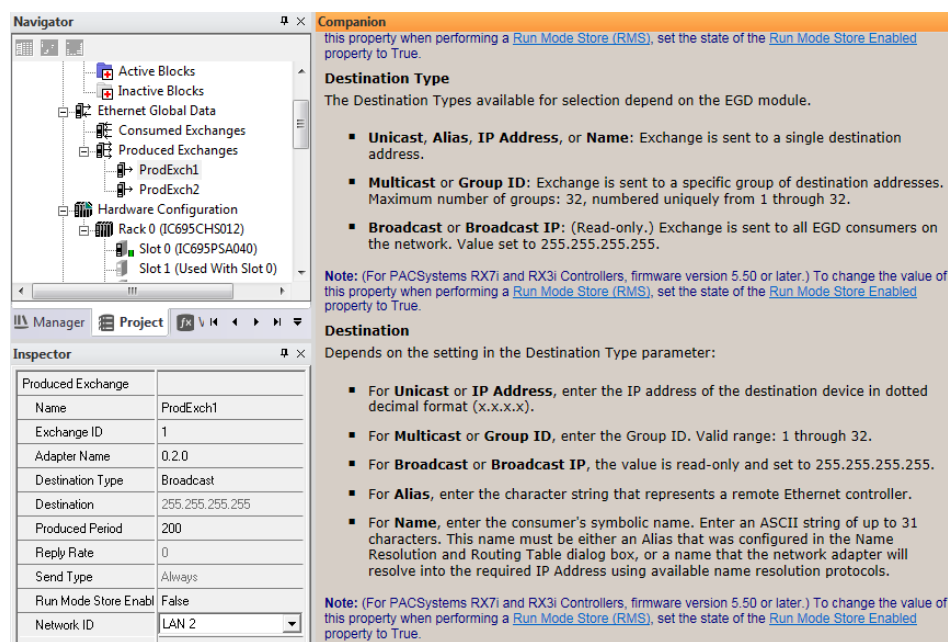 Navigator
Active Blocks
Inactive Blocks
Ethernet Global Data
Consumed Exchanges
Produced Exchanges
ProdExch1
ProdExch2
Hardware Configuration
Rack 0 (IC695CHS012)
Slot 0 (IC695PSA040)
Slot 1 (Used With Slot 0)
Manager Project
Inspector
Produced Exchange
Name ProdExch1
Exchange ID 1
Adapter Name 0.2.0
Destination Type Broadcast
Destination 255.255.255.255
Produced Period 200
Reply Rate 0
Send Type Always
Run Mode Store Enabl False
Network ID LAN 2
Companion
this property when performing a Run Mode Store (RMS), set the state of the Run Mode Store Enabled
property to True.
Destination Type
The Destination Types available for selection depend on the EGD module.
▪ Unicast, Alias, IP Address, or Name: Exchange is sent to a single destination
address.
▪ Multicast or Group ID: Exchange is sent to a specific group of destination addresses.
Maximum number of groups: 32, numbered uniquely from 1 through 32.
▪ Broadcast or Broadcast IP: (Read-only.) Exchange is sent to all EGD consumers on
the network. Value set to 255.255.255.255.
Note: (For PACSystems RX7i and RX3i Controllers, firmware version 5.50 or later.) To change the value of
this property when performing a Run Mode Store (RMS), set the state of the Run Mode Store Enabled
property to True.
Destination
Depends on the setting in the Destination Type parameter:
▪ For Unicast or IP Address, enter the IP address of the destination device in dotted
decimal format (x.x.x.x).
▪ For Multicast or Group ID, enter the Group ID. Valid range: 1 through 32.
▪ For Broadcast or Broadcast IP, the value is read-only and set to 255.255.255.255.
▪ For Alias, enter the character string that represents a remote Ethernet controller.
▪ For Name, enter the consumer's symbolic name. Enter an ASCII string of up to 31
characters. This name must be either an Alias that was configured in the Name
Resolution and Routing Table dialog box, or a name that the network adapter will
resolve into the required IP Address using available name resolution protocols.
Note: (For PACSystems RX7i and RX3i Controllers, firmware version 5.50 or later.) To change the value of
this property when performing a Run Mode Store (RMS), set the state of the Run Mode Store Enabled
property to True.